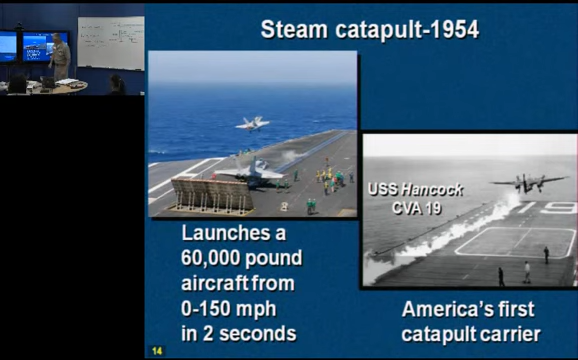 Steam catapult-1954
USS Hancock
CVA 19
19
Launches a
60,000 pound
aircraft from
0-150 mph
in 2 seconds
America's first
catapult carrier
14